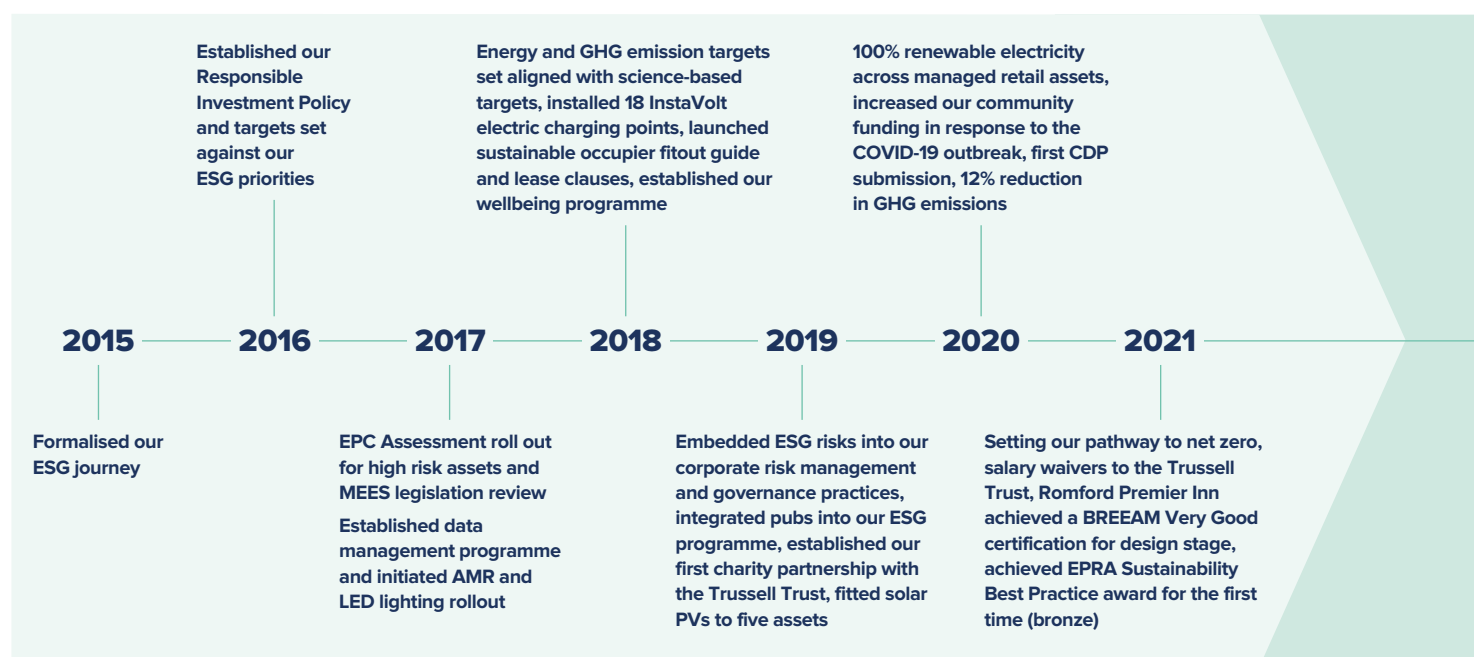 Established our
Responsible
Investment Policy
and targets set
against our
ESG priorities
Energy and GHG emission targets
set aligned with science-based
targets, installed 18 InstaVolt
electric charging points, launched
sustainable occupier fitout guide
and lease clauses, established our
wellbeing programme
100% renewable electricity
across managed retail assets,
increased our community
funding in response to the
COVID-19 outbreak, first CDP
submission, 12% reduction
in GHG emissions
2015 2016 2017 2018 2019 2020 2021
Formalised our
ESG journey
EPC Assessment roll out
for high risk assets and
MEES legislation review
Established data
management programme
and initiated AMR and
LED lighting rollout
Embedded ESG risks into our
corporate risk management
and governance practices,
integrated pubs into our ESG
programme, established our
first charity partnership with
the Trussell Trust, fitted solar
PVs to five assets
Setting our pathway to net zero,
salary waivers to the Trussell
Trust, Romford Premier Inn
achieved a BREEAM Very Good
certification for design stage,
achieved EPRA Sustainability
Best Practice award for the first
time (bronze)